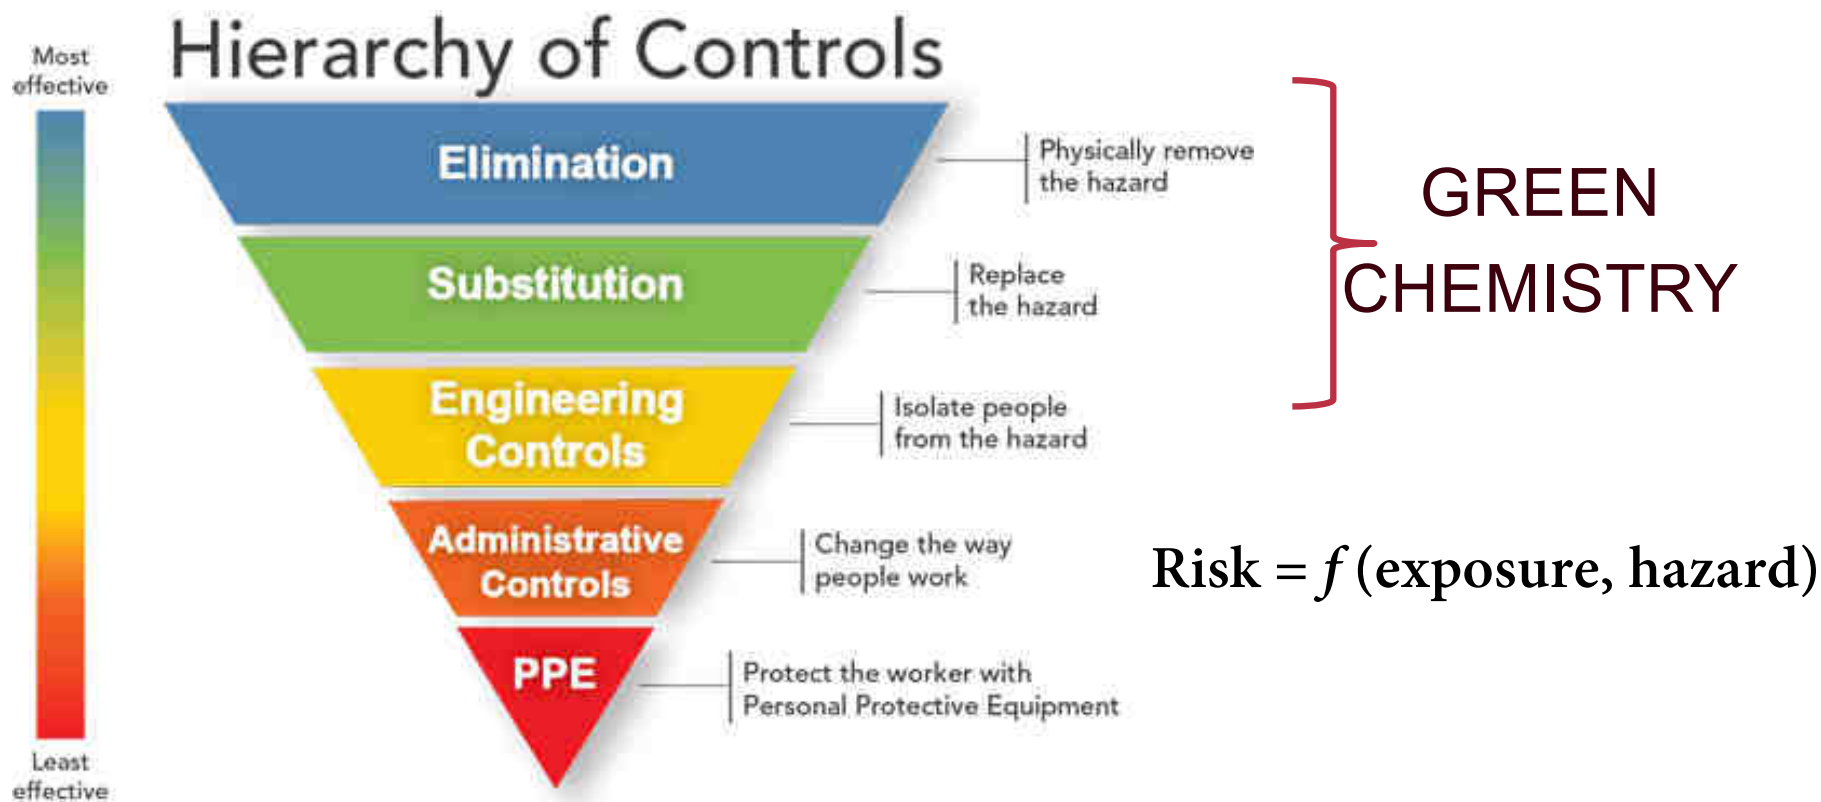 Hierarchy of Controls
Most
effective
Elimination
Physically remove
the hazard
Substitution
Replace
the hazard
Engineering
Controls
Isolate people
from the hazard
Administrative
Controls
Change the way
people work
PPE
Protect the worker with
Personal Protective Equipment
Least
effective
GREEN
CHEMISTRY
Risk = f (exposure, hazard)